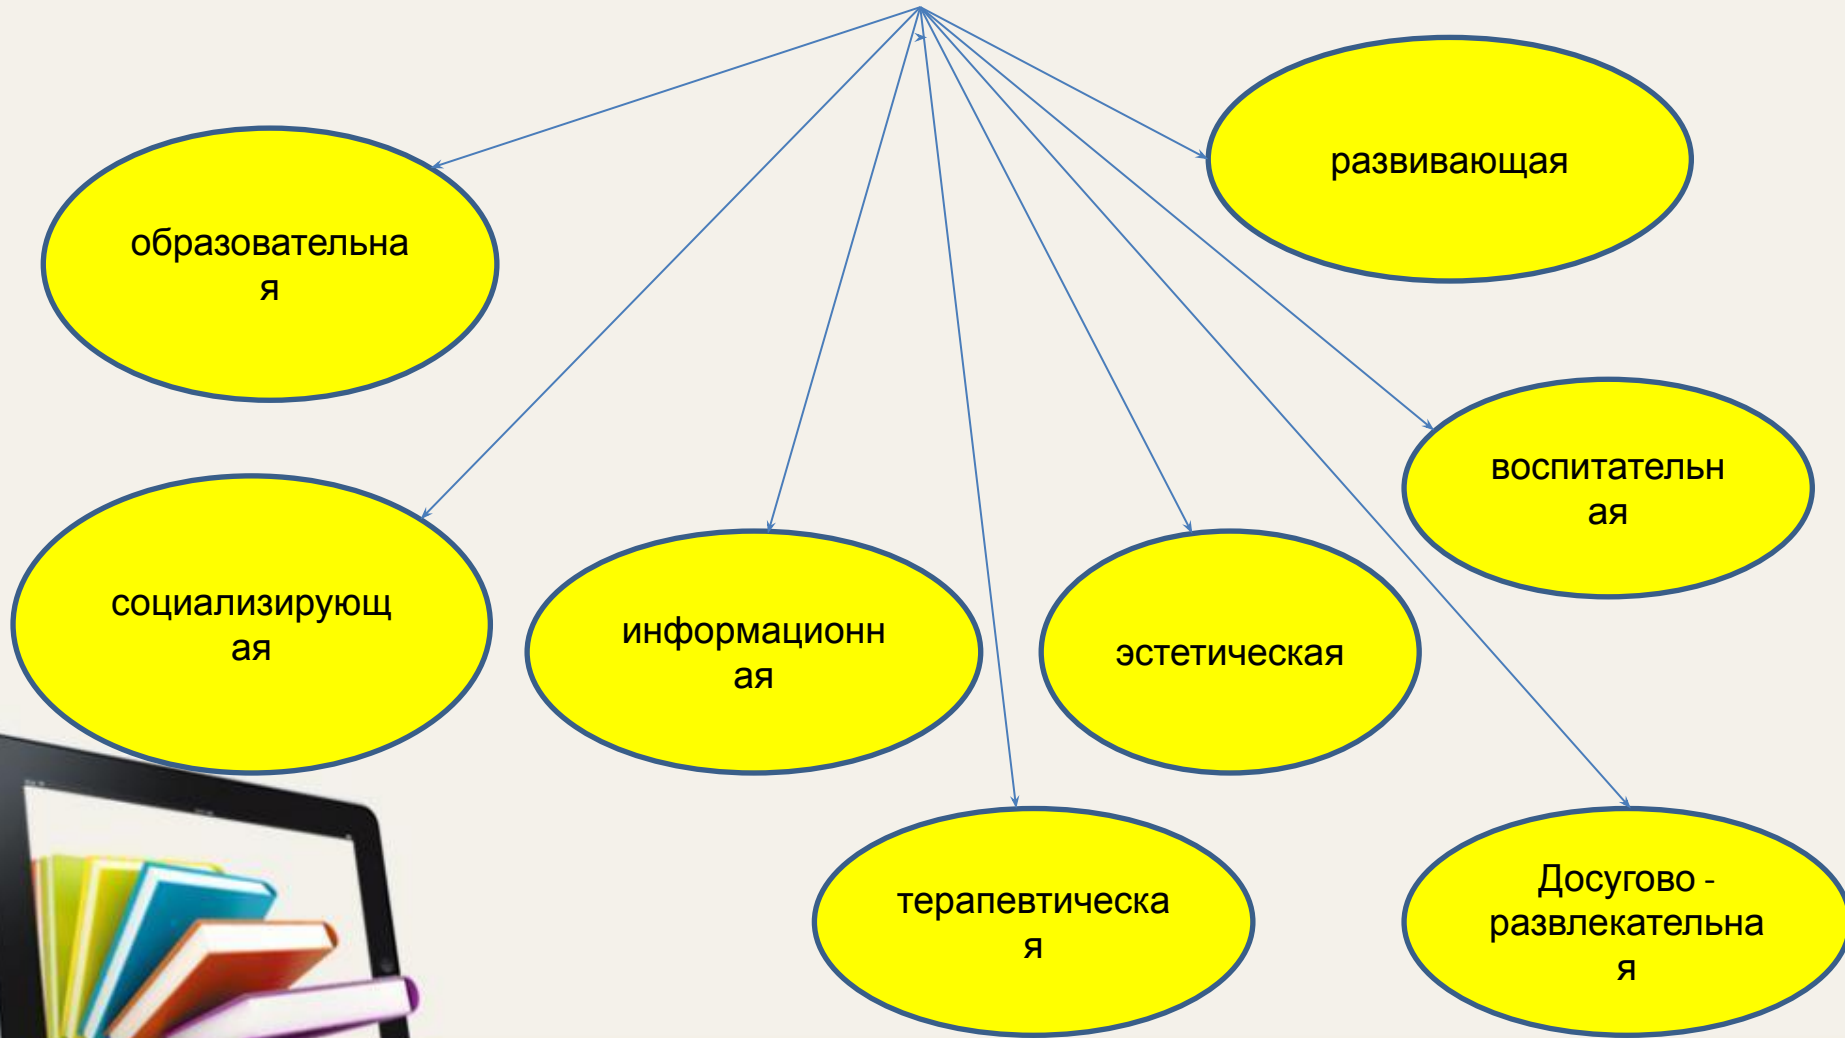 развивающая
образовательна
я
воспитательн
ая
социализирующ
ая
информационн
ая
эстетическая
терапевтическа
я
Досугово -
развлекательна
я